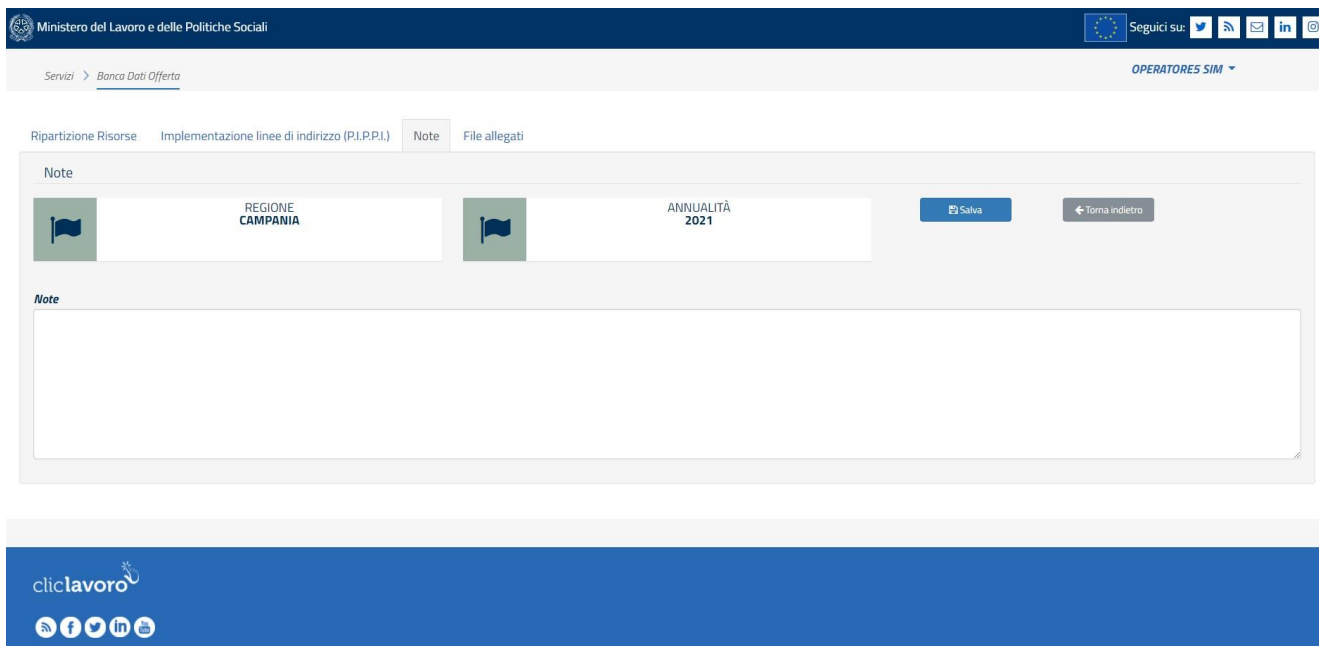 Ministero del Lavoro e delle Politiche Sociali
Seguici su:
Servizi > Banca Dati Offerta
OPERATORE5 SIM
Ripartizione Risorse Implementazione linee di indirizzo (P.I.P.P.I.) Note File allegati
Note
REGIONE
CAMPANIA
ANNUALITÀ
2021
Salva
Torna indietro
Note
cliclavoro